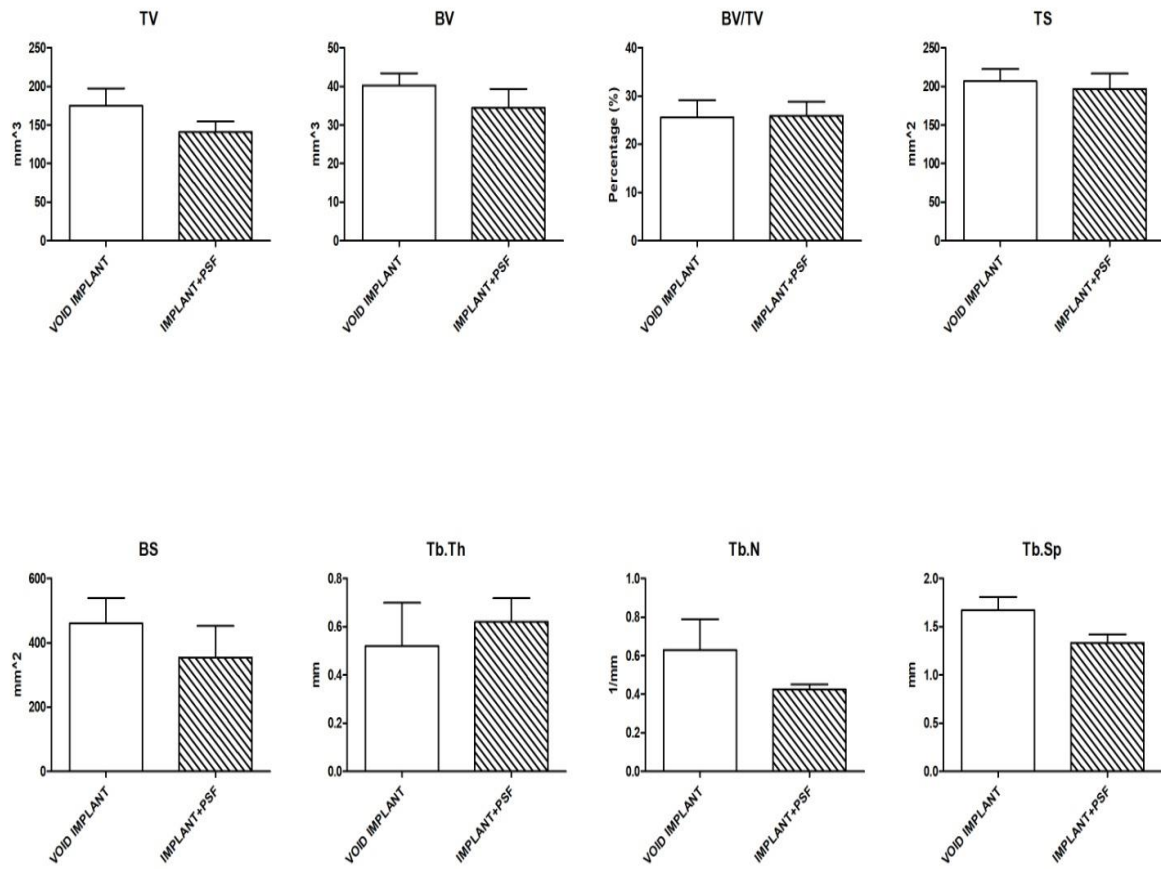 TV
250
200
150
100
50
0
mm^3
VOID IMPLANT
IMPLANT+PSF
BV
50
40
30
20
10
0
mm^3
VOID IMPLANT
IMPLANT+PSF
BV/TV
40
30
20
10
0
Percentage (%)
VOID IMPLANT
IMPLANT+PSF
TS
250
200
150
100
50
0
mm^2
VOID IMPLANT
IMPLANT+PSF
BS
600
400
200
0
mm^2
VOID IMPLANT
IMPLANT+PSF
Tb.Th
0.8
0.6
0.4
0.2
0.0
mm
VOID IMPLANT
IMPLANT+PSF
Tb.N
1.0
0.8
0.6
0.4
0.2
0.0
1/mm
VOID IMPLANT
IMPLANT+PSF
Tb.Sp
2.0
1.5
1.0
0.5
0.0
mm
VOID IMPLANT
IMPLANT+PSF